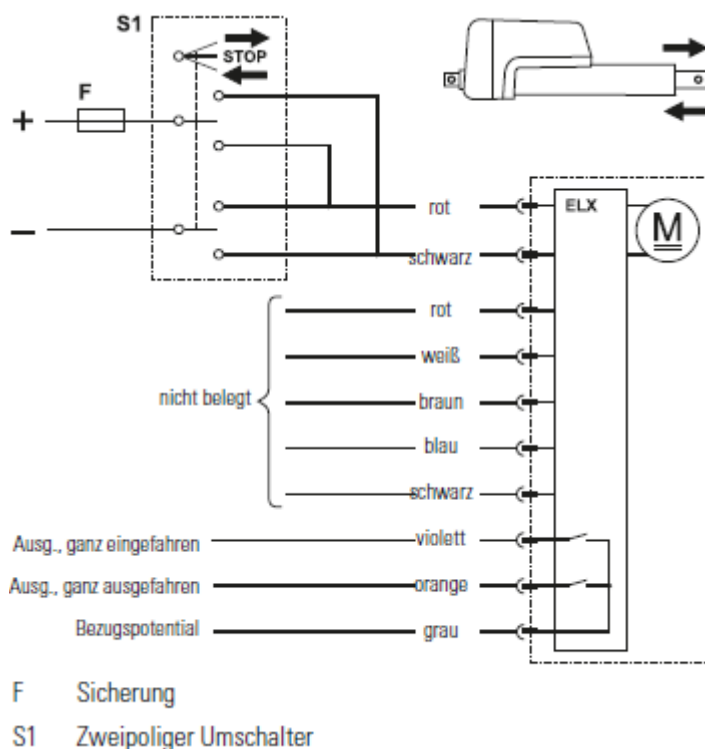 S1
STOP
F
+
–
rot
ELX
M
schwarz
rot
weiß
nicht belegt
braun
blau
schwarz
Ausg., ganz eingefahren
violett
Ausg., ganz ausgefahren
orange
Bezugspotential
grau
F Sicherung
S1 Zweipoliger Umschalter